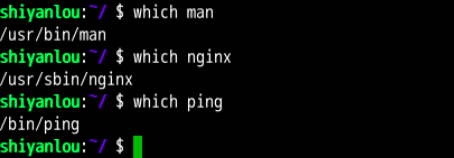 shiyanlou:~/ $ which man
/usr/bin/man
shiyanlou:~/ $ which nginx
/usr/sbin/nginx
shiyanlou:~/ $ which ping
/bin/ping
shiyanlou:~/ $